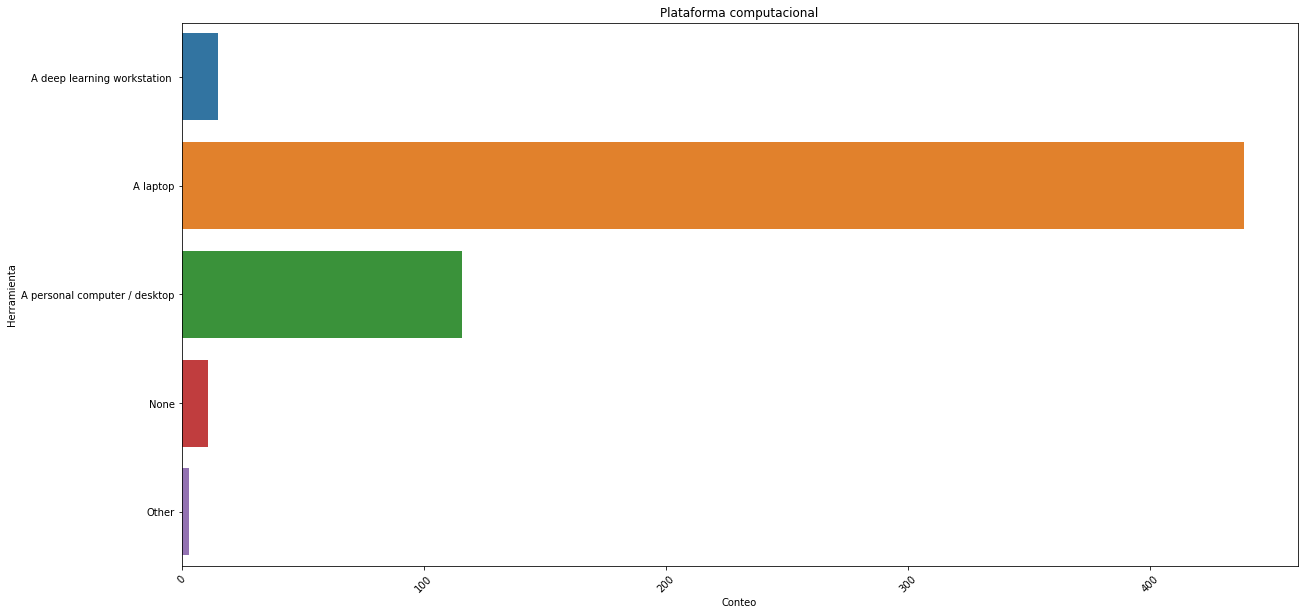 Plataforma computacional
Herramienta
A deep learning workstation
A laptop
A personal computer / desktop
None
Other
0
100
200
300
400
Conteo